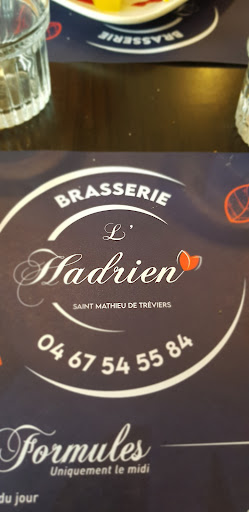 BRASSERIE
BRASSERIE
L'
Hadrien
SAINT MATHIEU DE TRÉVIERS
04 67 54 55 84
Formules
Uniquement le midi
du jour